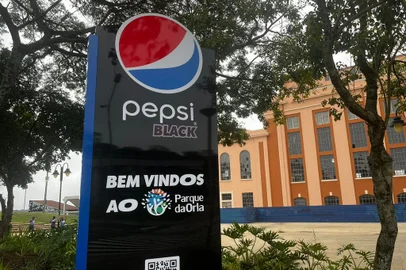 pepsi
BLACK
BEM VINDOS
AO Parque
daOrla